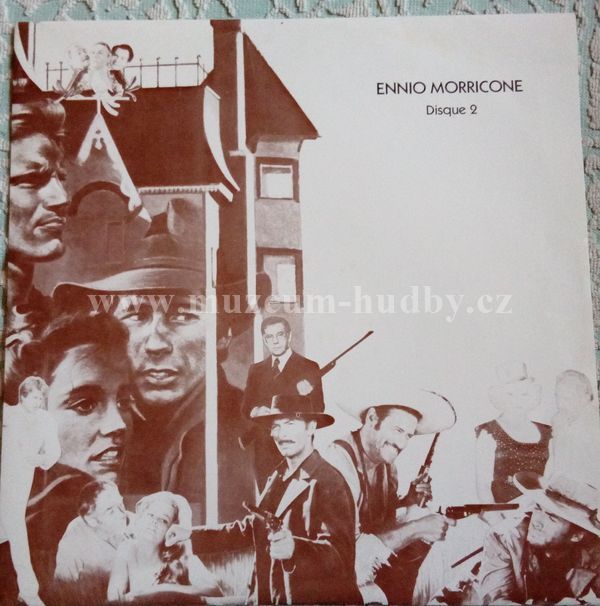 ENNIO MORRICONE
Disque 2
www.muzeum-hudby.cz